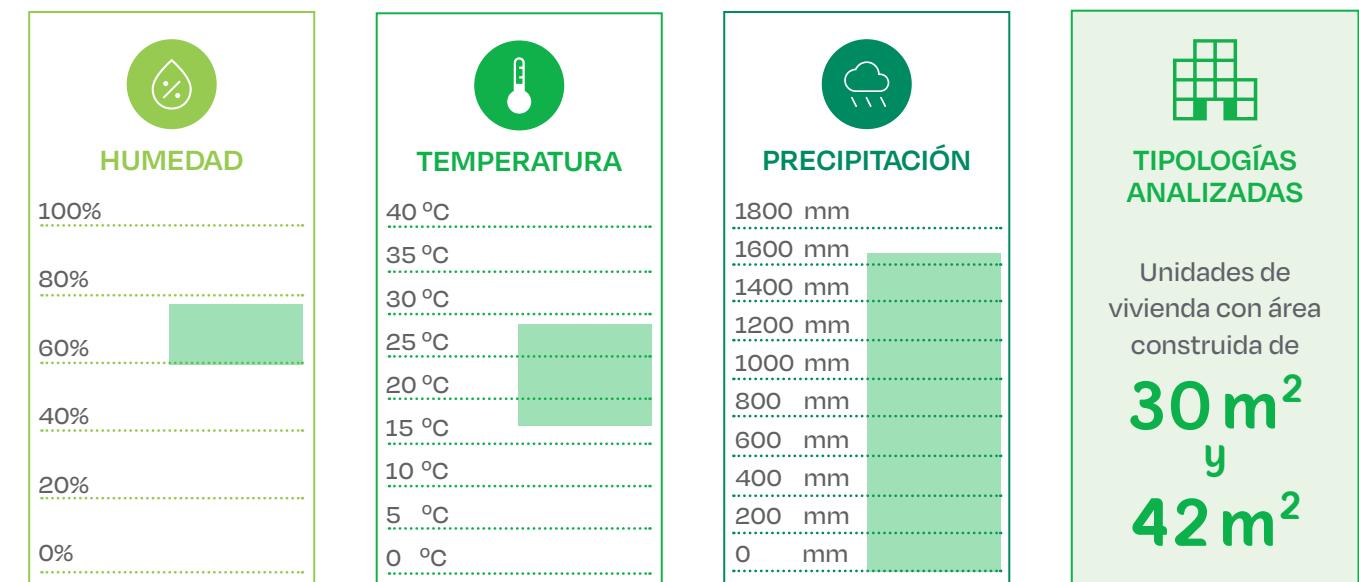 HUMEDAD
100%
80%
60%
40%
20%
0%
TEMPERATURA
40 ºC
35 ºC
30 ºC
25 ºC
20 ºC
15 ºC
10 ºC
5 ºC
0 ºC
PRECIPITACIÓN
1800 mm
1600 mm
1400 mm
1200 mm
1000 mm
800 mm
600 mm
400 mm
200 mm
0 mm
TIPOLOGÍAS
ANALIZADAS
Unidades de
vivienda con área
construida de
30 m²
y
42 m²